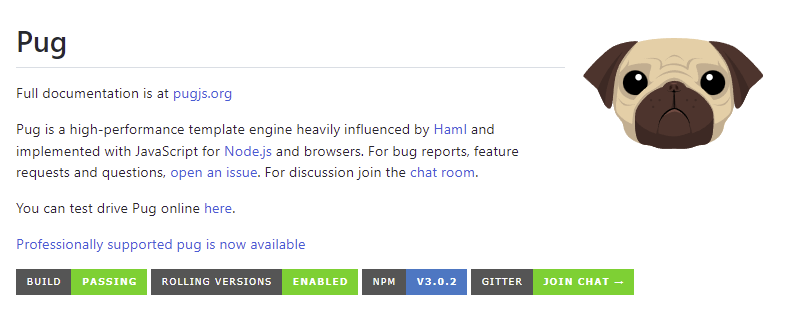 Pug
Full documentation is at pugjs.org
Pug is a high-performance template engine heavily influenced by Haml and
implemented with JavaScript for Node.js and browsers. For bug reports, feature
requests and questions, open an issue. For discussion join the chat room.
You can test drive Pug online here.
Professionally supported pug is now available
BUILD PASSING ROLLING VERSIONS ENABLED NPM V3.0.2 GITTER JOIN CHAT →